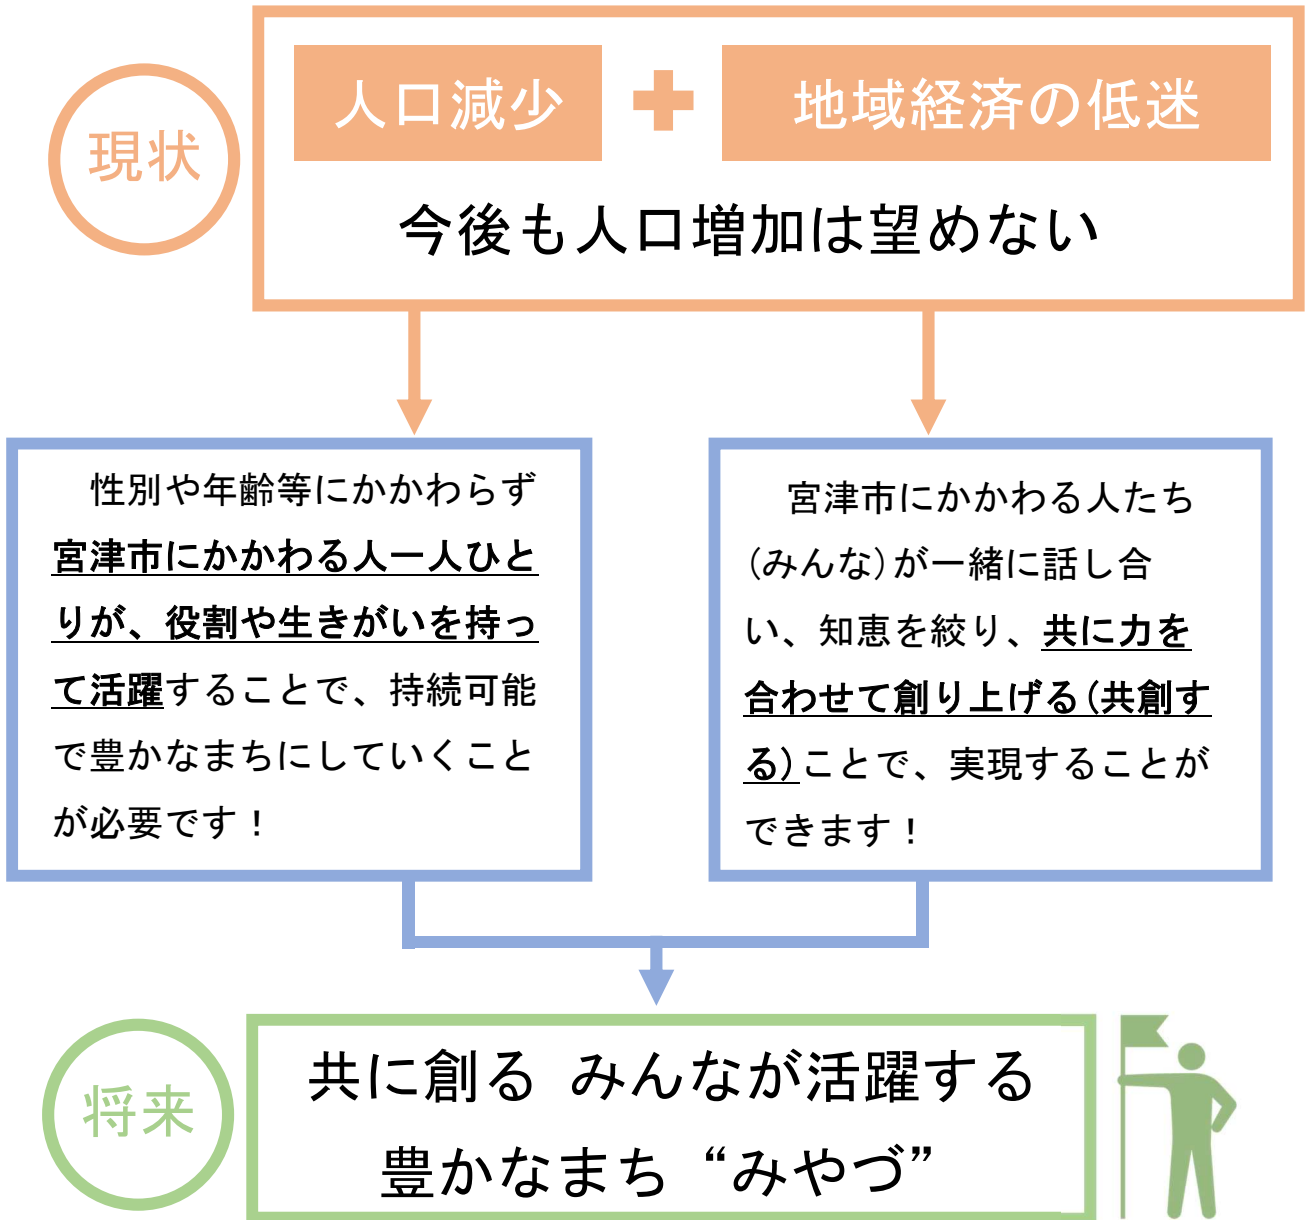 現状
人口減少
地域経済の低迷
今後も人口増加は望めない
性別や年齢等にかかわらず
宮津市にかかわる人一人ひと
りが、役割や生きがいを持っ
て活躍することで、持続可能
で豊かなまちにしていくこと
が必要です！
宮津市にかかわる人たち
(みんな)が一緒に話し合
い、知恵を絞り、共に力を
合わせて創り上げる(共創す
る)ことで、実現することが
できます！
将来
共に創る みんなが活躍する
豊かなまち “みやづ”